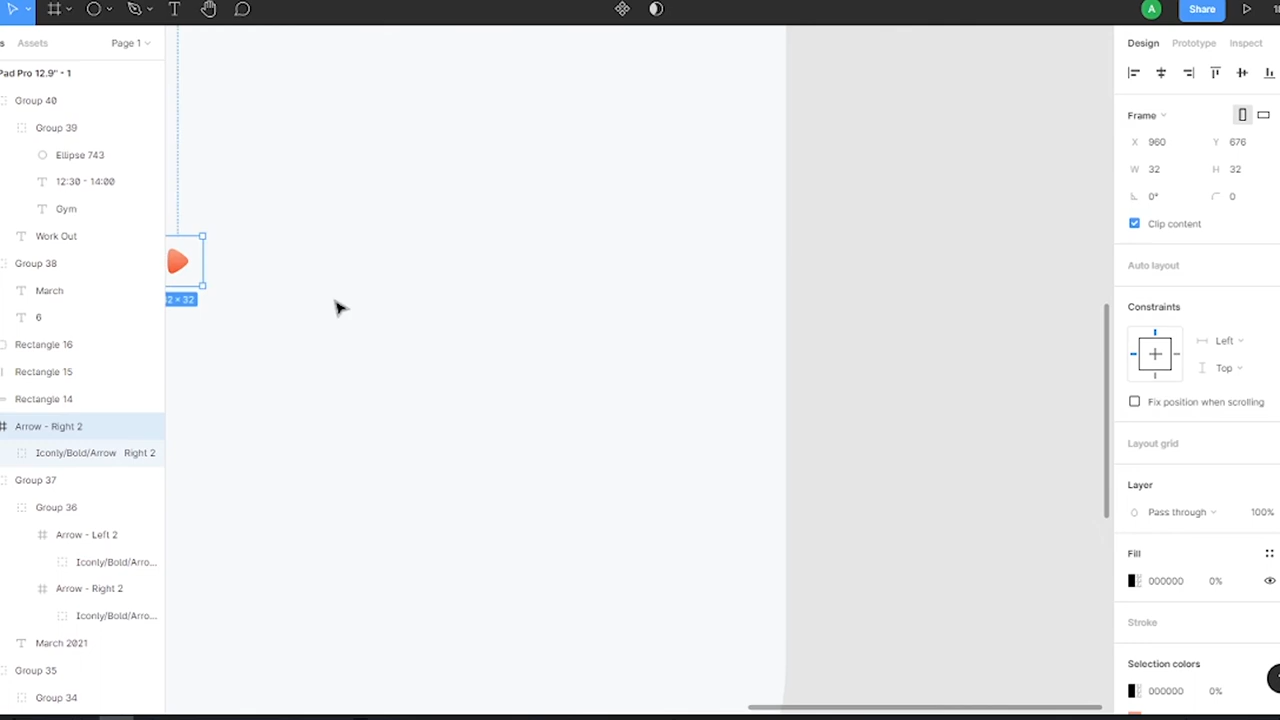 A
Share
s
Assets
Page 1
Pad Pro 12.9" - 1
Group 40
Group 39
Ellipse 743
12:30 - 14:00
Gym
Work Out
Group 38
March
6
Rectangle 16
Rectangle 15
Rectangle 14
Arrow - Right 2
Iconly/Bold/Arrow Right 2
Group 37
Group 36
Arrow - Left 2
Iconly/Bold/Arro...
Arrow - Right 2
Iconly/Bold/Arro...
March 2021
Group 35
Group 34
2 × 32
Design
Prototype
Inspect
Frame
X 960
Y 676
W 32
H 32
0°
0
Clip content
Auto layout
Constraints
Left
Top
Fix position when scrolling
Layout grid
Layer
Pass through
100%
Fill
000000
0%
Stroke
Selection colors
000000
0%